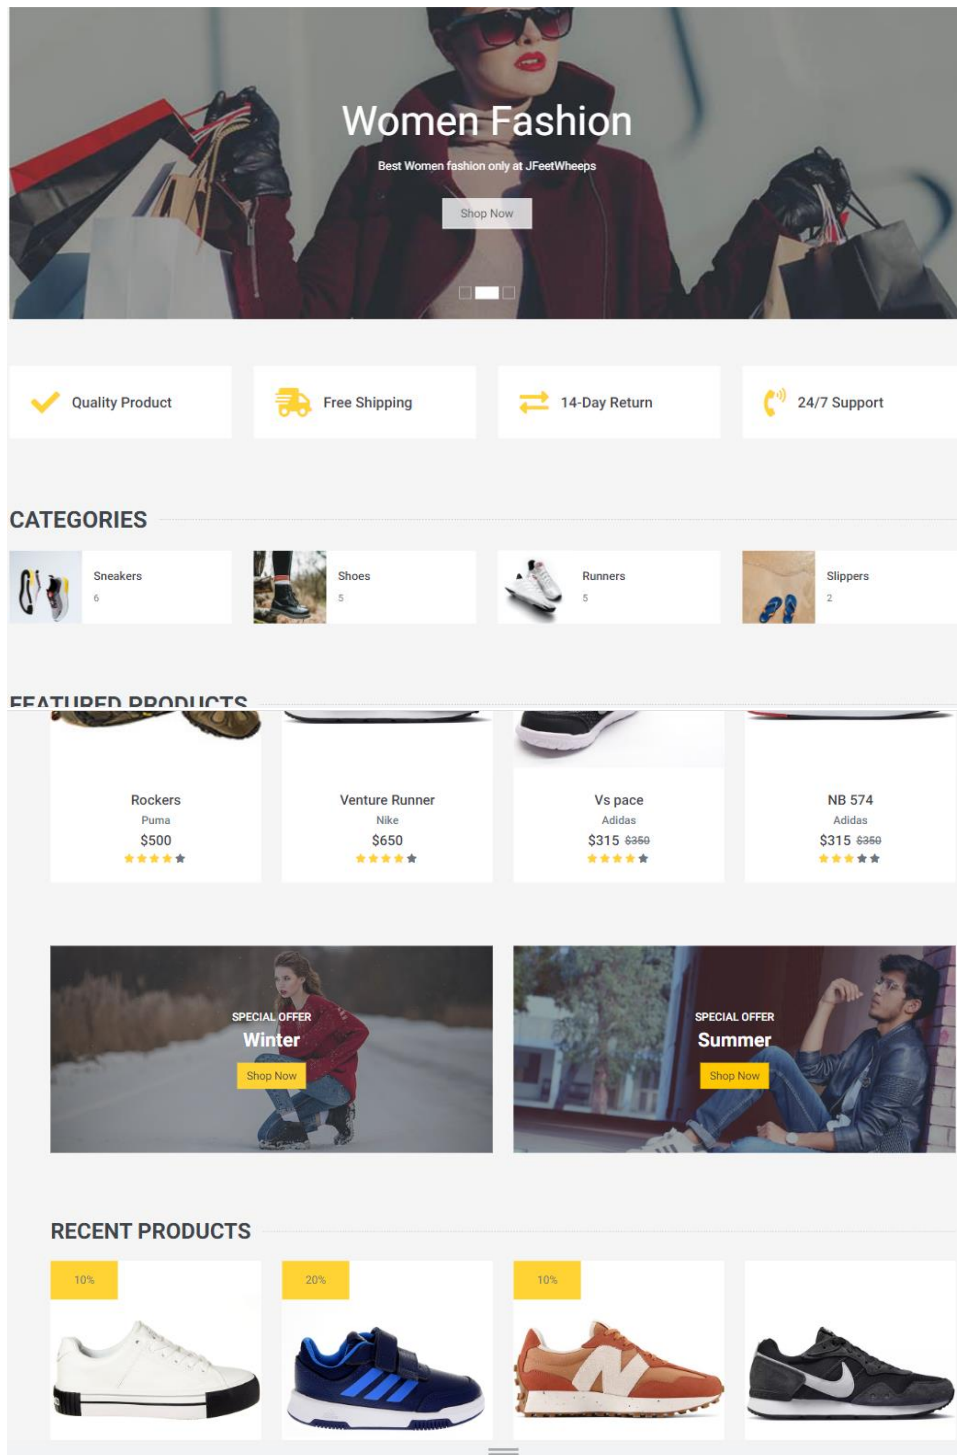 Women Fashion
Best Women fashion only at JFeetWheeps
Shop Now
Quality Product
Free Shipping
14-Day Return
24/7 Support
CATEGORIES
Sneakers
6
Shoes
5
Runners
5
Slippers
2
FEATURED PRODUCTS
Rockers
Puma
$500
Venture Runner
Nike
$650
Vs pace
Adidas
$315 $350
NB 574
Adidas
$315 $350
SPECIAL OFFER
Winter
Shop Now
SPECIAL OFFER
Summer
Shop Now
RECENT PRODUCTS
10%
20%
10%